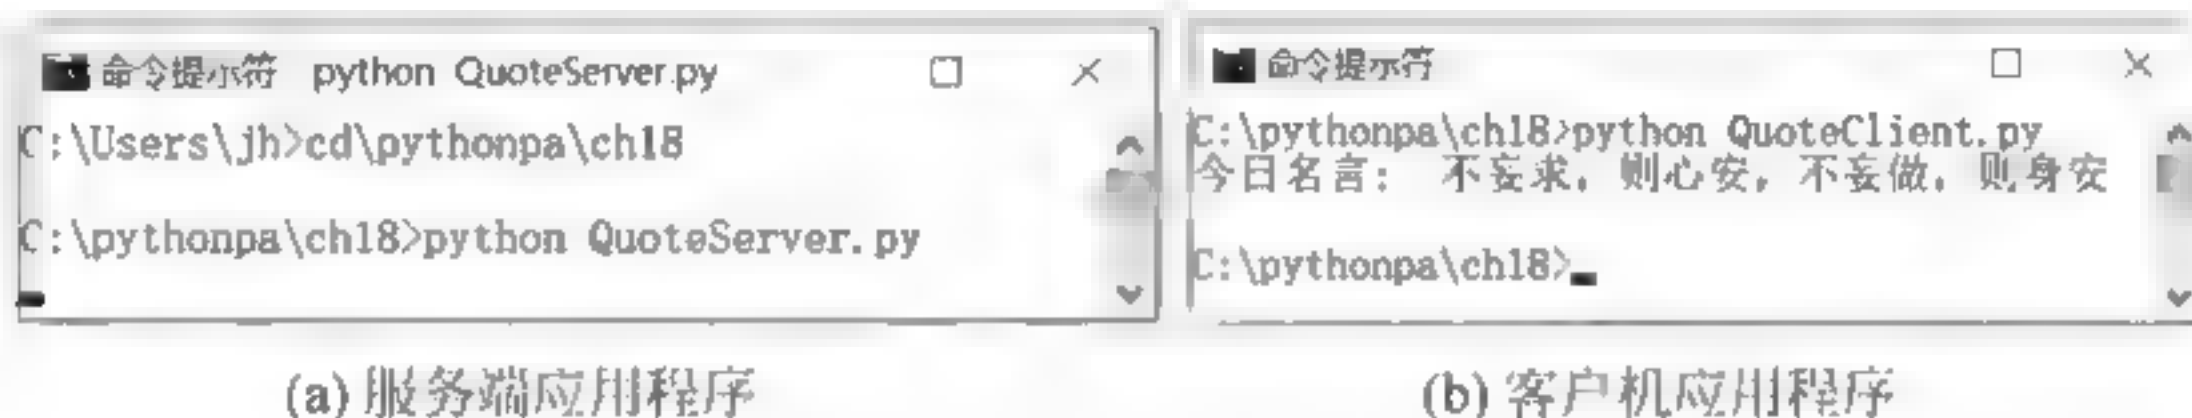 命令提示符 python QuoteServer.py
C:\Users\jh>cd\pythonpa\ch18
C:\pythonpa\ch18>python QuoteServer.py
(a) 服务端应用程序
命令提示符
C:\pythonpa\ch18>python QuoteClient.py
今日名言： 不妄求，则心安，不妄做，则身安
C:\pythonpa\ch18>
(b) 客户机应用程序